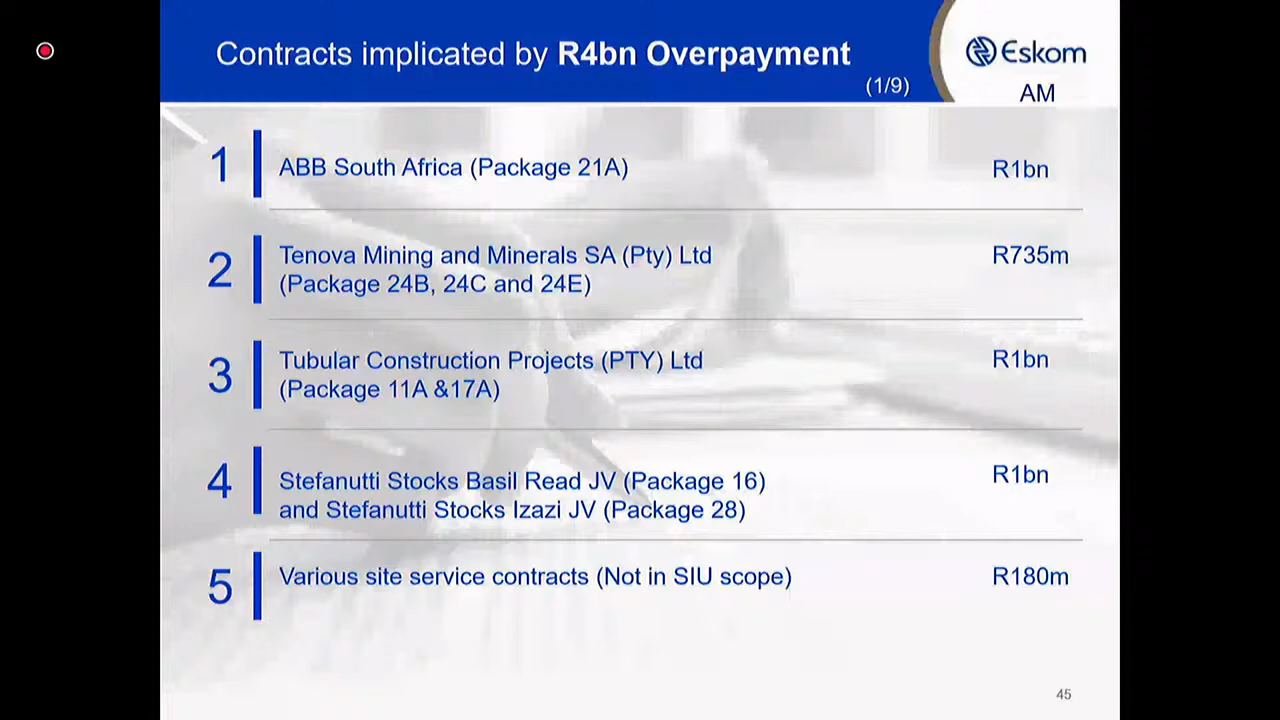 Contracts implicated by R4bn Overpayment
(1/9)
Eskom
AM
1 ABB South Africa (Package 21A) R1bn
2 Tenova Mining and Minerals SA (Pty) Ltd R735m
(Package 24B, 24C and 24E)
3 Tubular Construction Projects (PTY) Ltd R1bn
(Package 11A &17A)
4 Stefanutti Stocks Basil Read JV (Package 16) R1bn
and Stefanutti Stocks Izazi JV (Package 28)
5 Various site service contracts (Not in SIU scope) R180m
45